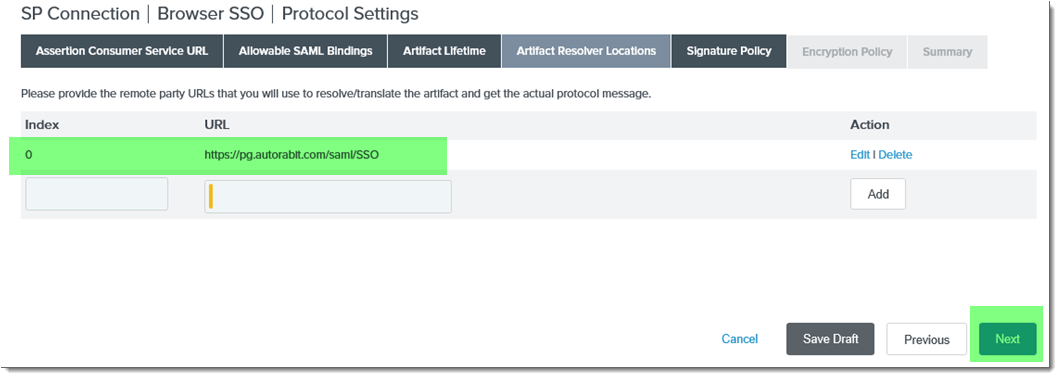 SP Connection | Browser SSO | Protocol Settings
Assertion Consumer Service URL Allowable SAML Bindings Artifact Lifetime Artifact Resolver Locations Signature Policy Encryption Policy Summary
Please provide the remote party URLs that you will use to resolve/translate the artifact and get the actual protocol message.
Index URL Action
0 https://pg.autorabit.com/saml/SSO Edit | Delete
Add
Cancel Save Draft Previous Next